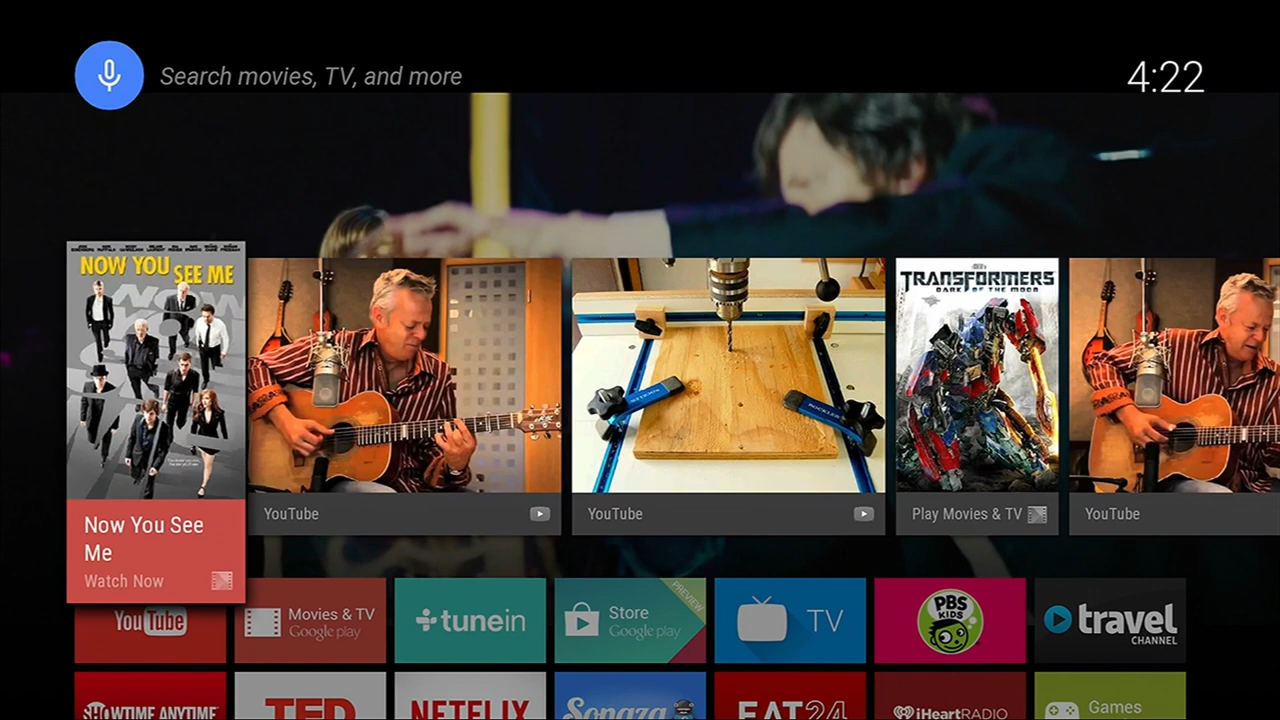 Search movies, TV, and more
4:22
NOW YOU SEE ME
TRANSFORMERS
DARK OF THE MOON
YouTube
YouTube
Play Movies & TV
YouTube
Now You See
Me
Watch Now
YouTube
Movies & TV
Google play
tunein
Store
Google play
PREVIEW
TV
PBS
KIDS
travel
CHANNEL
SHOWTIME ANYTIME
TED
NETFLIX
Songza
EAT24
iHeartRADIO
Games